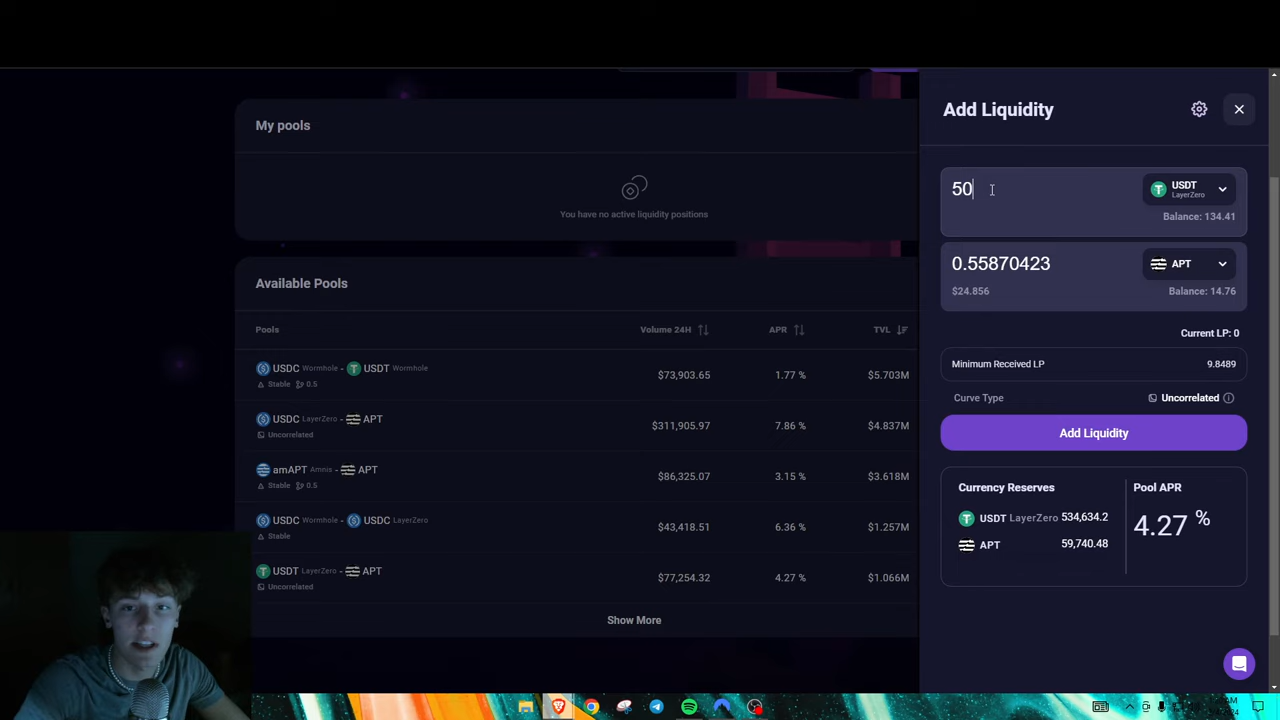 Add Liquidity
My pools
50
USDT
LayerZero
Balance: 134.41
You have no active liquidity positions
0.55870423
APT
$24.856
Balance: 14.76
Available Pools
Current LP: 0
Pools
Volume 24H
APR
TVL
Minimum Received LP
9.8489
USDC Wormhole - USDT Wormhole
Stable 0.5
$73,903.65
1.77 %
$5.703M
Curve Type
Uncorrelated
USDC LayerZero - APT
Uncorrelated
$311,905.97
7.86 %
$4.837M
Add Liquidity
amAPT Amnis - APT
Stable 0.5
$86,325.07
3.15 %
$3.618M
Currency Reserves
Pool APR
USDT LayerZero 534,634.2
4.27 %
APT 59,740.48
USDC Wormhole - USDC LayerZero
Stable
$43,418.51
6.36 %
$1.257M
USDT LayerZero - APT
Uncorrelated
$77,254.32
4.27 %
$1.066M
Show More